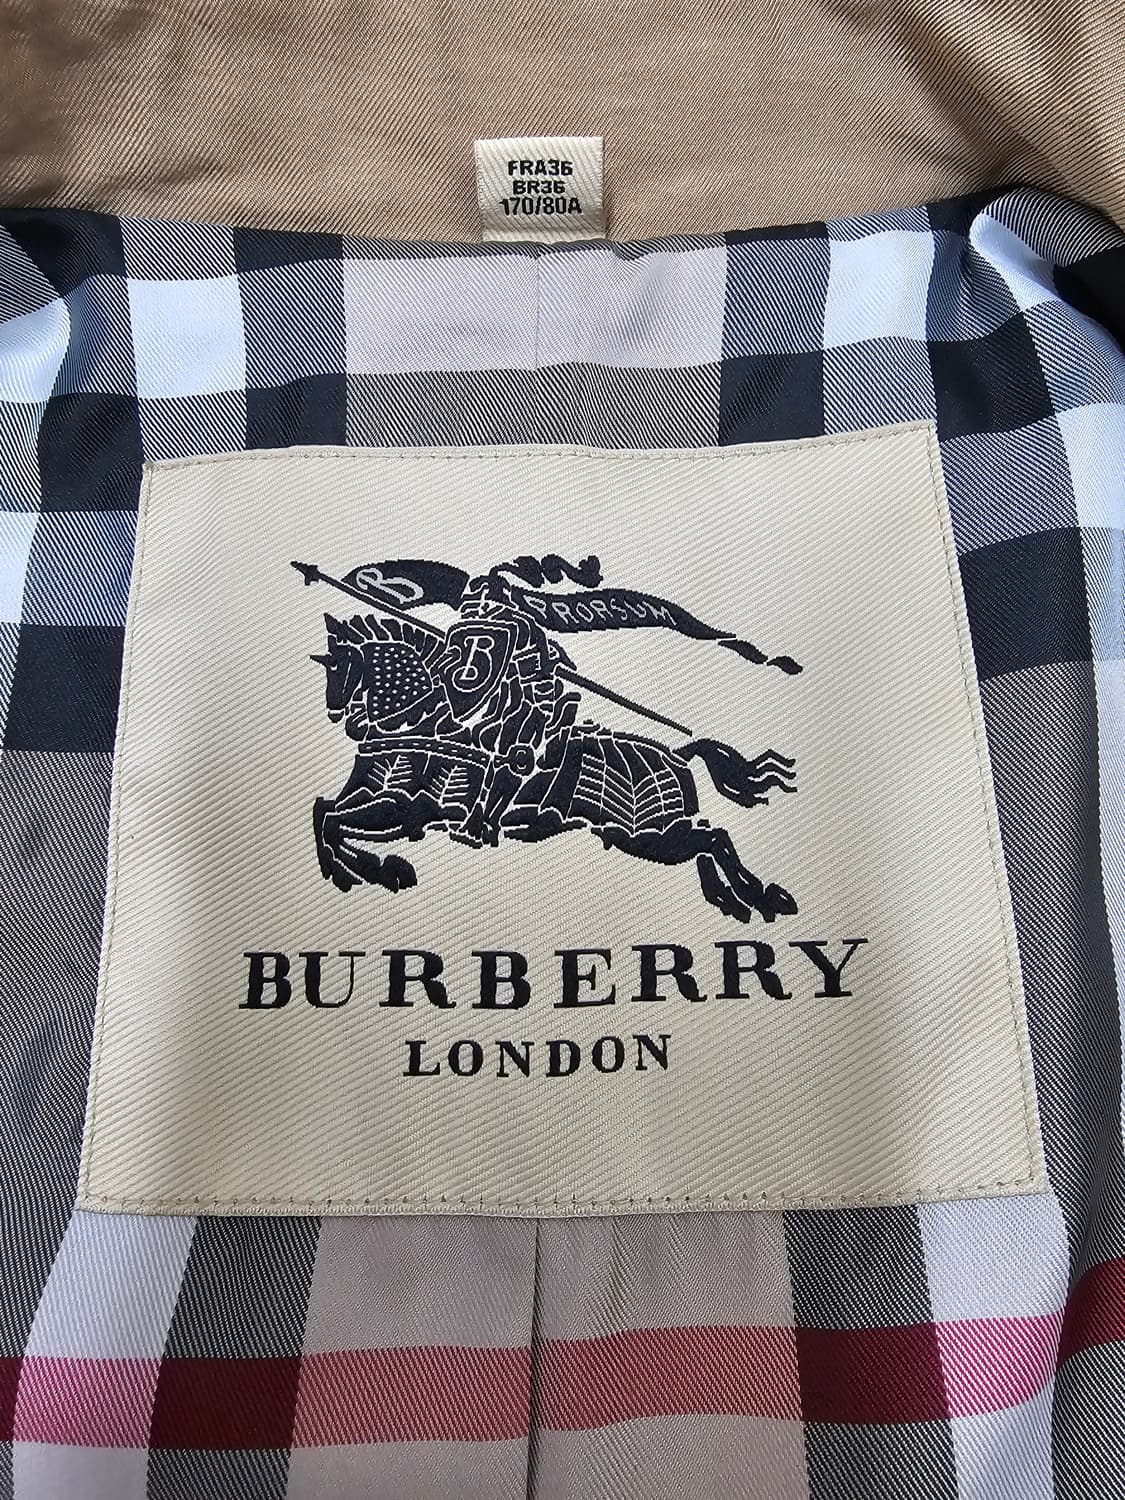 FRA36
BR36
170/80A
B PRORSUM
B
BURBERRY
LONDON